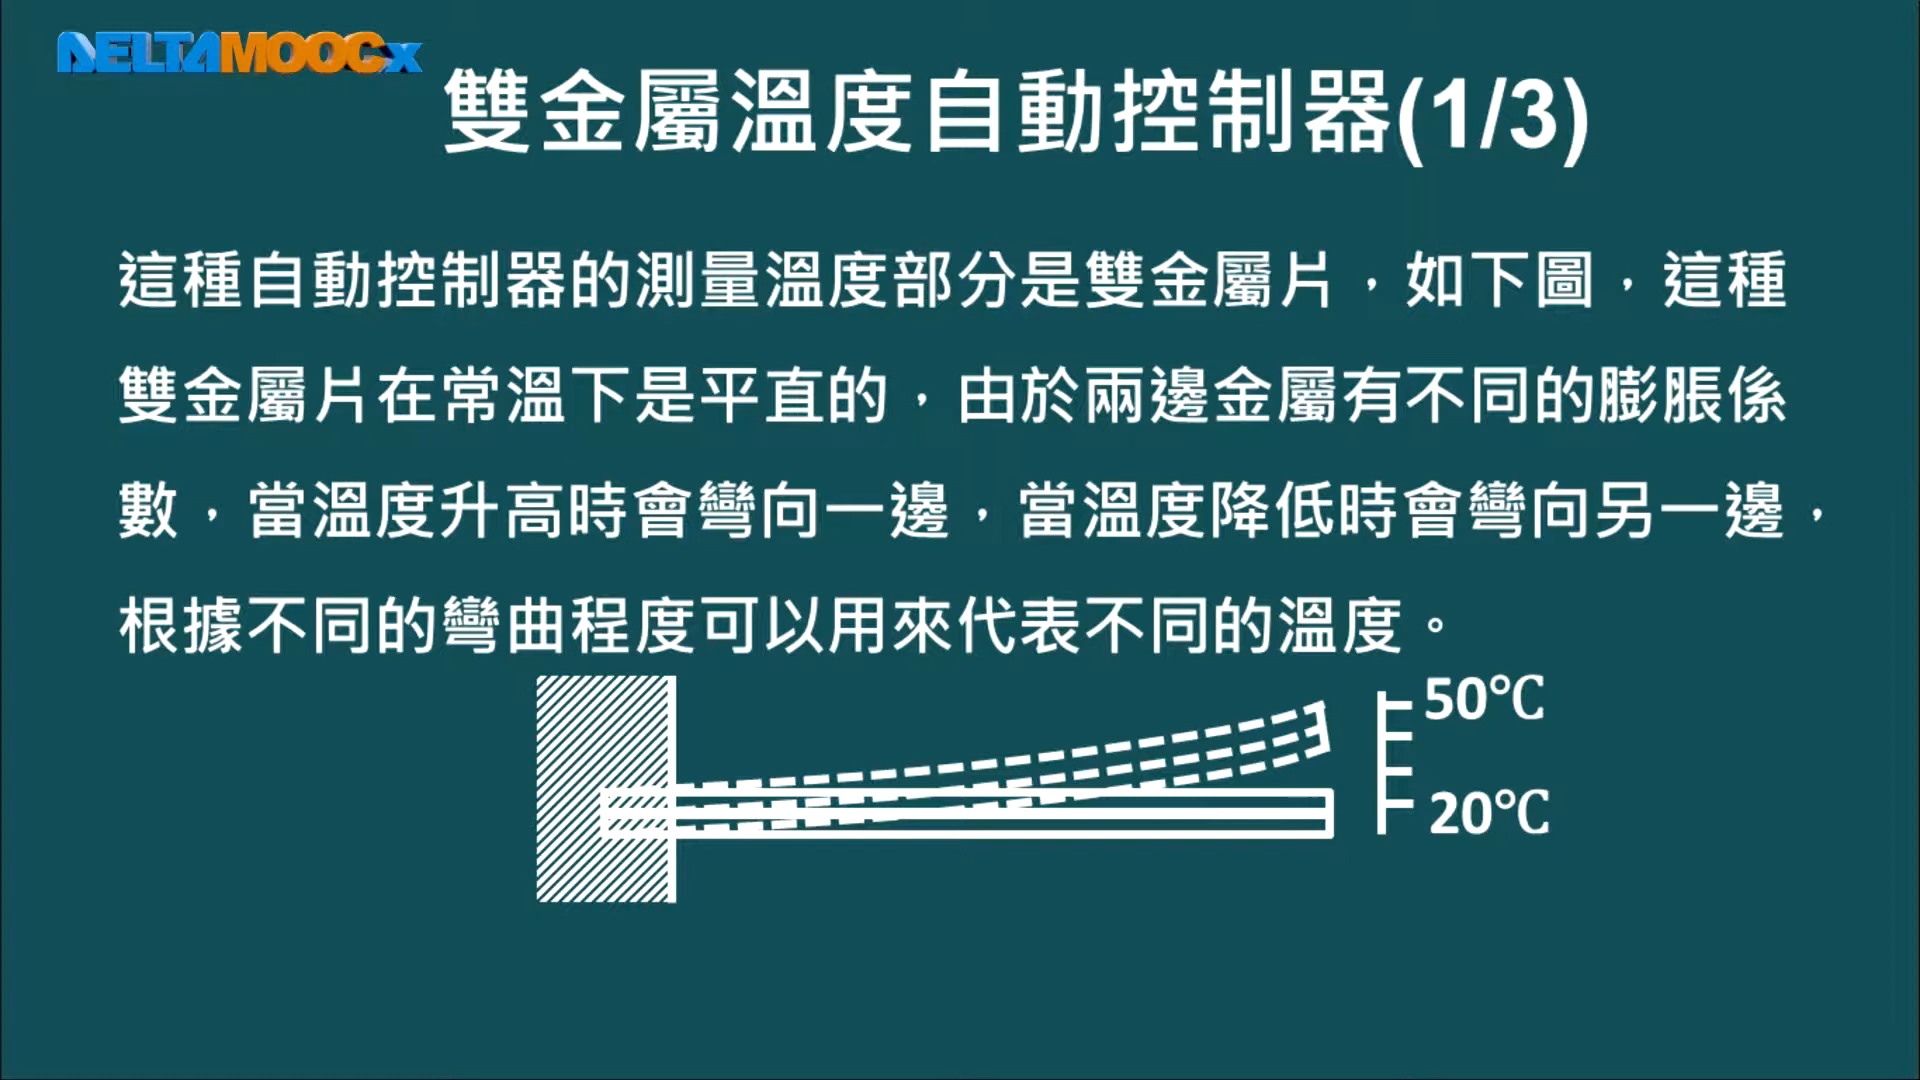 DELTAMOOCx
雙金屬溫度自動控制器(1/3)
這種自動控制器的測量溫度部分是雙金屬片，如下圖，這種
雙金屬片在常溫下是平直的，由於兩邊金屬有不同的膨脹係
數，當溫度升高時會彎向一邊，當溫度降低時會彎向另一邊，
根據不同的彎曲程度可以用來代表不同的溫度。
50℃
20℃